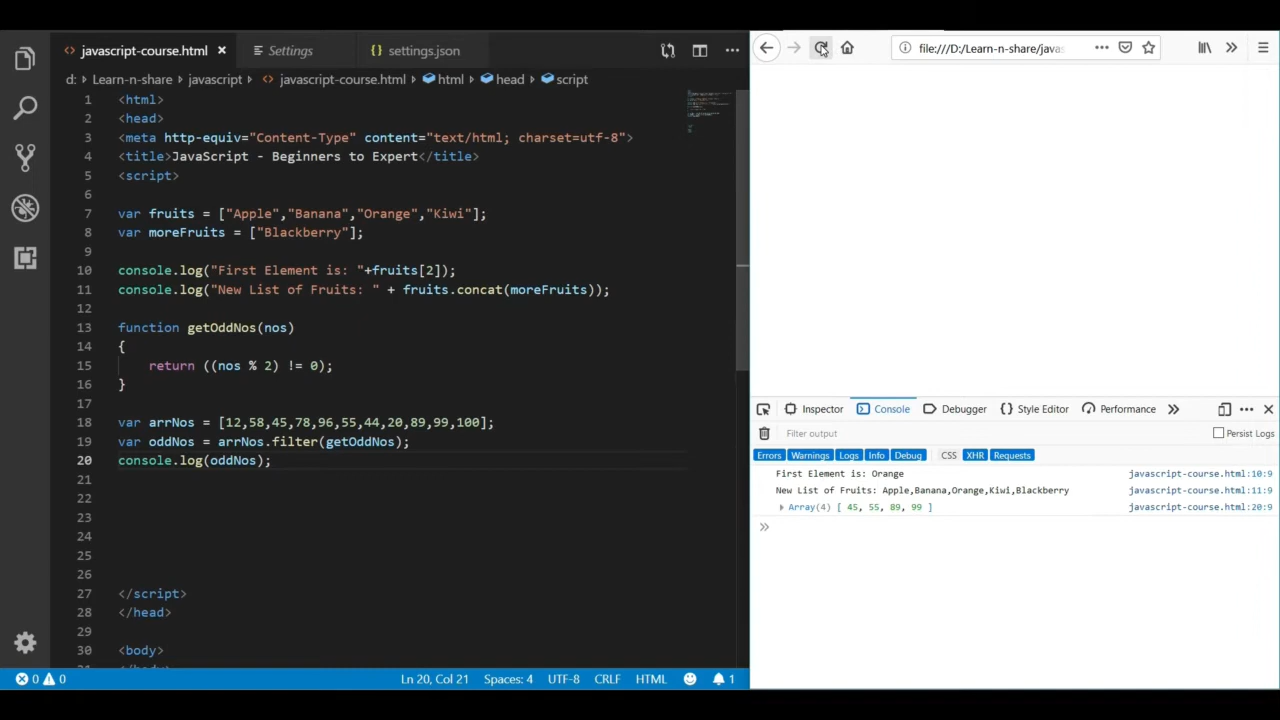 javascript-course.html
Settings
settings.json
d: Learn-n-share javascript javascript-course.html html head script
1 <html>
2 <head>
3 <meta http-equiv="Content-Type" content="text/html; charset=utf-8">
4 <title>JavaScript - Beginners to Expert</title>
5 <script>
6
7 var fruits = ["Apple","Banana","Orange","Kiwi"];
8 var moreFruits = ["Blackberry"];
9
10 console.log("First Element is: "+fruits[2]);
11 console.log("New List of Fruits: " + fruits.concat(moreFruits));
12
13 function getOddNos(nos)
14 {
15 return ((nos % 2) != 0);
16 }
17
18 var arrNos = [12,58,45,78,96,55,44,20,89,99,100];
19 var oddNos = arrNos.filter(getOddNos);
20 console.log(oddNos);
21
22
23
24
25
26
27 </script>
28 </head>
29
30 <body>
0 0
Ln 20, Col 21 Spaces: 4 UTF-8 CRLF HTML 1
file:///D:/Learn-n-share/javas
Inspector Console Debugger Style Editor Performance
Filter output
Persist Logs
Errors Warnings Logs Info Debug CSS XHR Requests
First Element is: Orange javascript-course.html:10:9
New List of Fruits: Apple,Banana,Orange,Kiwi,Blackberry javascript-course.html:11:9
Array(4) [ 45, 55, 89, 99 ] javascript-course.html:20:9